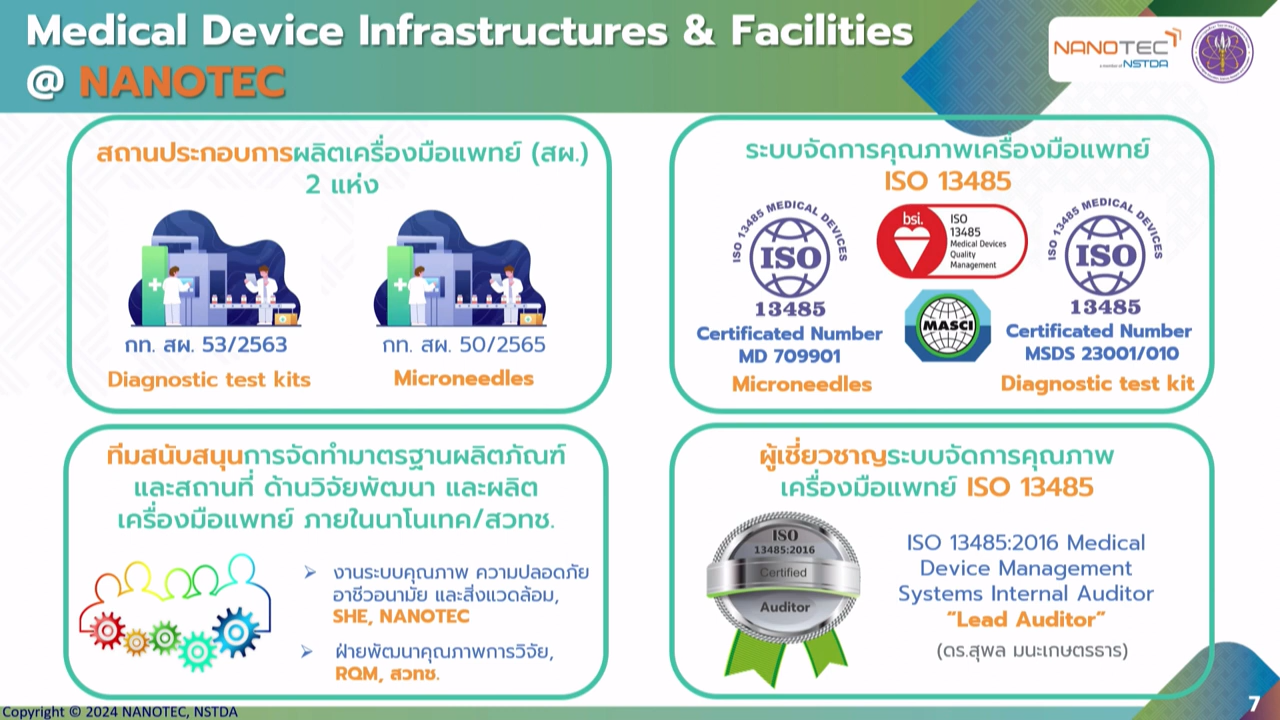 Medical Device Infrastructures & Facilities
@ NANOTEC
NANOTEC
a member of NSTDA
สถานประกอบการผลิตเครื่องมือแพทย์ (สผ.)
2 แห่ง
กท. สผ. 53/2563
Diagnostic test kits
กท. สผ. 50/2565
Microneedles
ระบบจัดการคุณภาพเครื่องมือแพทย์
ISO 13485
ISO 13485 MEDICAL DEVICES
ISO
13485
Certificated Number
MD 709901
Microneedles
bsi.
ISO
13485
Medical Devices
Quality
Management
MASCI
ISO 13485 MEDICAL DEVICES
ISO
13485
Certificated Number
MSDS 23001/010
Diagnostic test kit
ทีมสนับสนุนการจัดทำมาตรฐานผลิตภัณฑ์
และสถานที่ ด้านวิจัยพัฒนา และผลิต
เครื่องมือแพทย์ ภายในนาโนเทค/สวทช.
➢ งานระบบคุณภาพ ความปลอดภัย
อาชีวอนามัย และสิ่งแวดล้อม,
SHE, NANOTEC
➢ ฝ่ายพัฒนาคุณภาพการวิจัย,
RQM, สวทช.
ผู้เชี่ยวชาญระบบจัดการคุณภาพ
เครื่องมือแพทย์ ISO 13485
ISO
13485:2016
Certified
Auditor
ISO 13485:2016 Medical
Device Management
Systems Internal Auditor
“Lead Auditor”
(ดร.สุพล มนะเกษตรธาร)
Copyright © 2024 NANOTEC, NSTDA
7